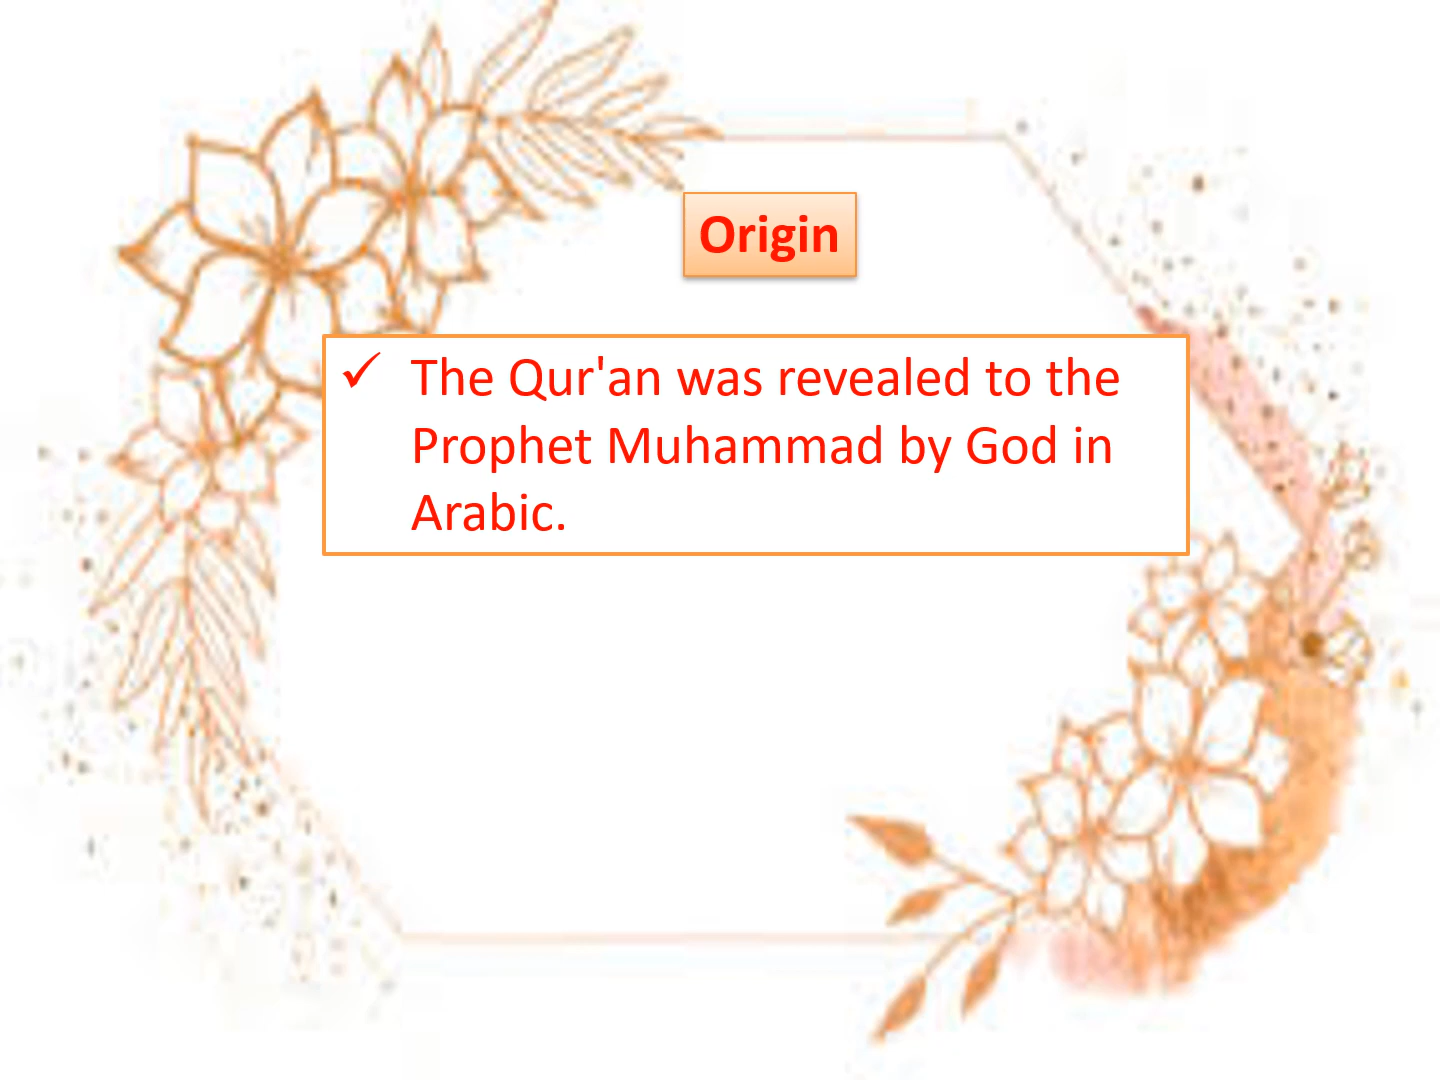 Origin
✓ The Qur'an was revealed to the
Prophet Muhammad by God in
Arabic.